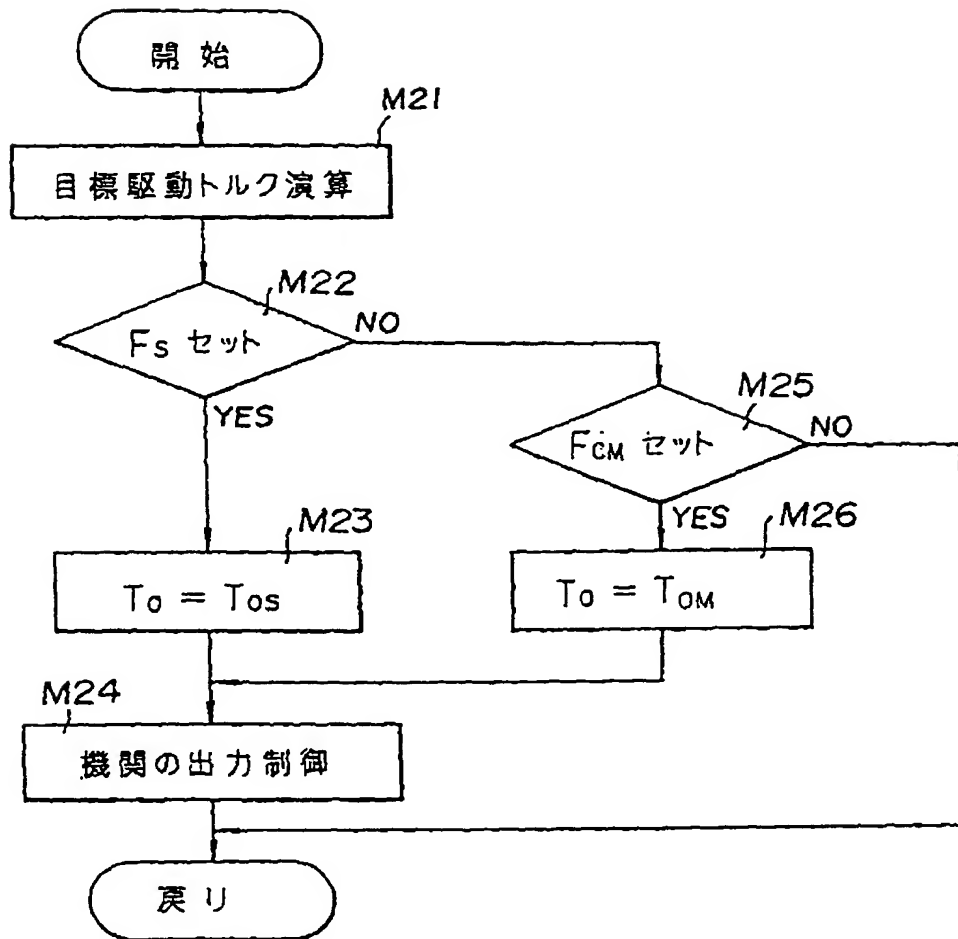 開始
M21
目標駆動トルク演算
M22
Fs セット
NO
YES
M25
FCM セット
NO
YES
M23
To = Tos
M26
To = TOM
M24
機関の出力制御
戻り